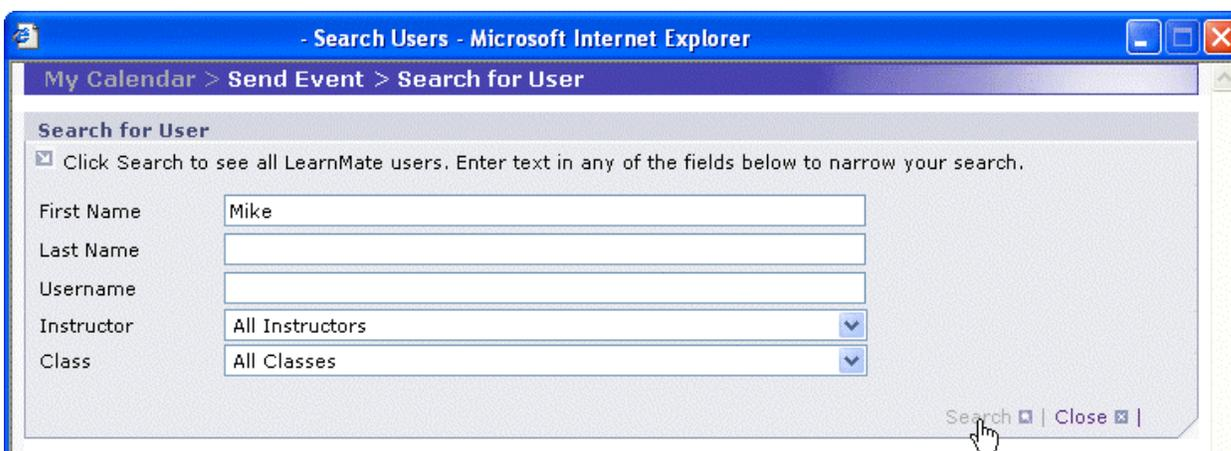 - Search Users - Microsoft Internet Explorer
My Calendar > Send Event > Search for User
Search for User
Click Search to see all LearnMate users. Enter text in any of the fields below to narrow your search.
First Name Mike
Last Name
Username
Instructor All Instructors
Class All Classes
Search | Close |